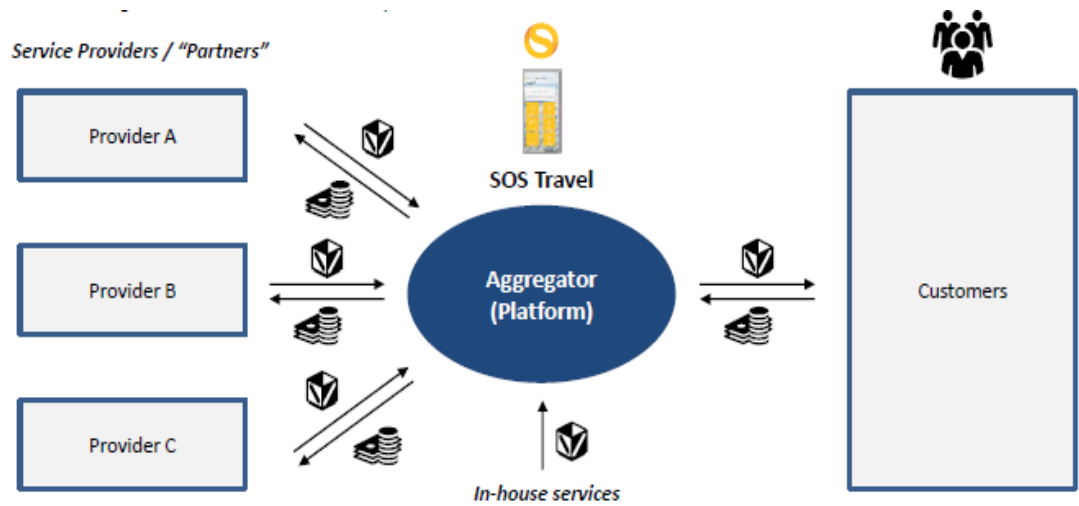 Service Providers / “Partners”
Provider A
SOS Travel
Aggregator
(Platform)
Provider B
Customers
Provider C
In-house services